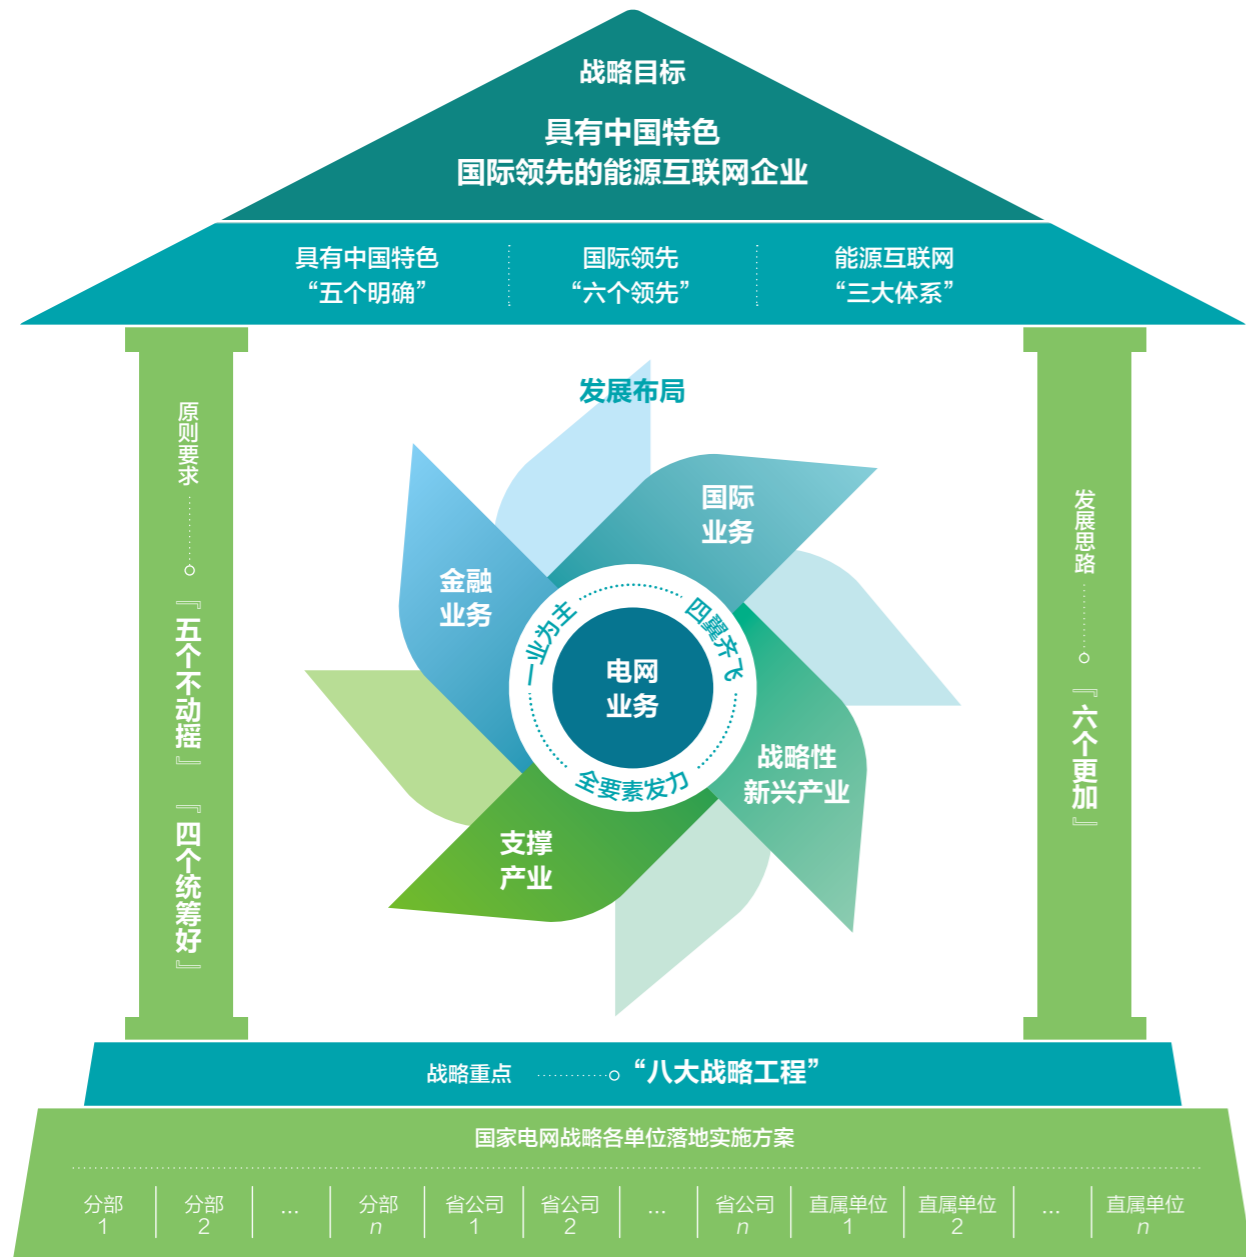 战略目标
具有中国特色
国际领先的能源互联网企业
具有中国特色
“五个明确”
国际领先
“六个领先”
能源互联网
“三大体系”
原则要求
『五个不动摇』
『四个统筹好』
发展布局
国际
业务
金融
业务
一业为主
四翼齐飞
全要素发力
电网
业务
战略性
新兴产业
支撑
产业
发展思路
『六个更加』
战略重点
“八大战略工程”
国家电网战略各单位落地实施方案
分部
1
分部
2
...
分部
n
省公司
1
省公司
2
...
省公司
n
直属单位
1
直属单位
2
...
直属单位
n